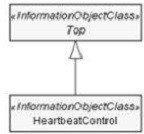 «InformationObjectClass»
Top
«InformationObjectClass»
HeartbeatControl